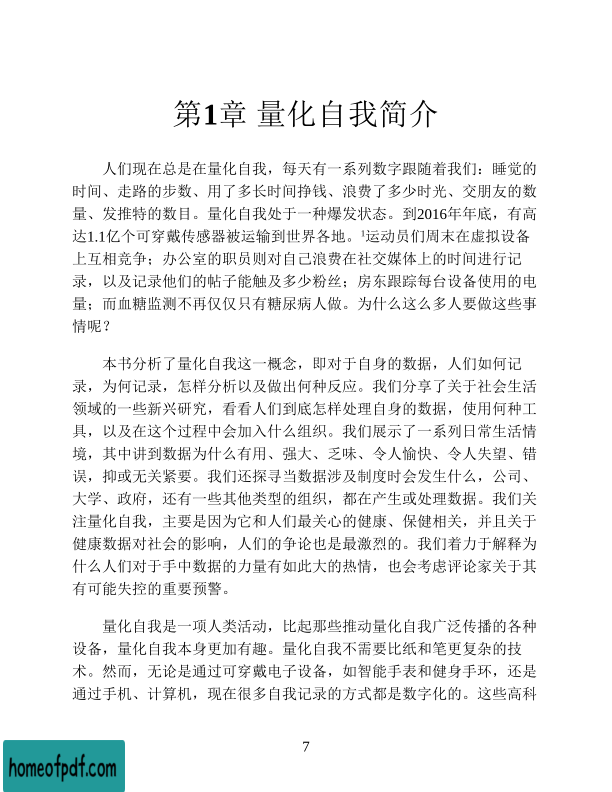 第1章 量化自我简介
人们现在总是在量化自我，每天有一系列数字跟随着我们：睡觉的
时间、走路的步数、用了多长时间挣钱、浪费了多少时光、交朋友的数
量、发推特的数目。量化自我处于一种爆发状态。到2016年年底，有高
达1.1亿个可穿戴传感器被运输到世界各地。¹运动员们周末在虚拟设备
上互相竞争；办公室的职员则对自己浪费在社交媒体上的时间进行记
录，以及记录他们的帖子能触及多少粉丝；房东跟踪每台设备使用的电
量；而血糖监测不再仅仅只有糖尿病人做。为什么这么多人要做这些事
情呢？
本书分析了量化自我这一概念，即对于自身的数据，人们如何记
录，为何记录，怎样分析以及做出何种反应。我们分享了关于社会生活
领域的一些新兴研究，看看人们到底怎样处理自身的数据，使用何种工
具，以及在这个过程中会加入什么组织。我们展示了一系列日常生活情
境，其中讲到数据为什么有用、强大、乏味、令人愉快、令人失望、错
误，抑或无关紧要。我们还探寻当数据涉及制度时会发生什么，公司、
大学、政府，还有一些其他类型的组织，都在产生或处理数据。我们关
注量化自我，主要是因为它和人们最关心的健康、保健相关，并且关于
健康数据对社会的影响，人们的争论也是最激烈的。我们着力于解释为
什么人们对于手中数据的力量有如此大的热情，也会考虑评论家关于其
有可能失控的重要预警。
量化自我是一项人类活动，比起那些推动量化自我广泛传播的各种
设备，量化自我本身更加有趣。量化自我不需要比纸和笔更复杂的技
术。然而，无论是通过可穿戴电子设备，如智能手表和健身手环，还是
通过手机、计算机，现在很多自我记录的方式都是数字化的。这些高科
7
homeofpdf.com